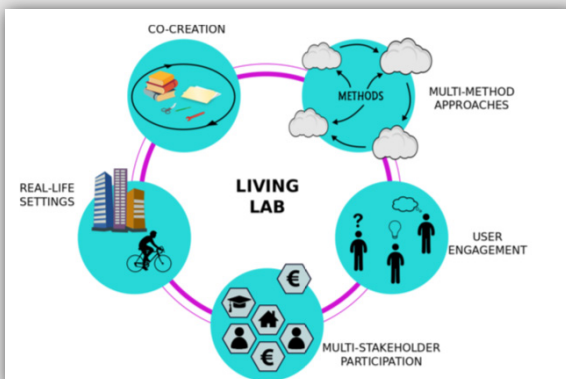 CO-CREATION
METHODS
MULTI-METHOD
APPROACHES
REAL-LIFE
SETTINGS
LIVING
LAB
?
USER
ENGAGEMENT
€
€
MULTI-STAKEHOLDER
PARTICIPATION